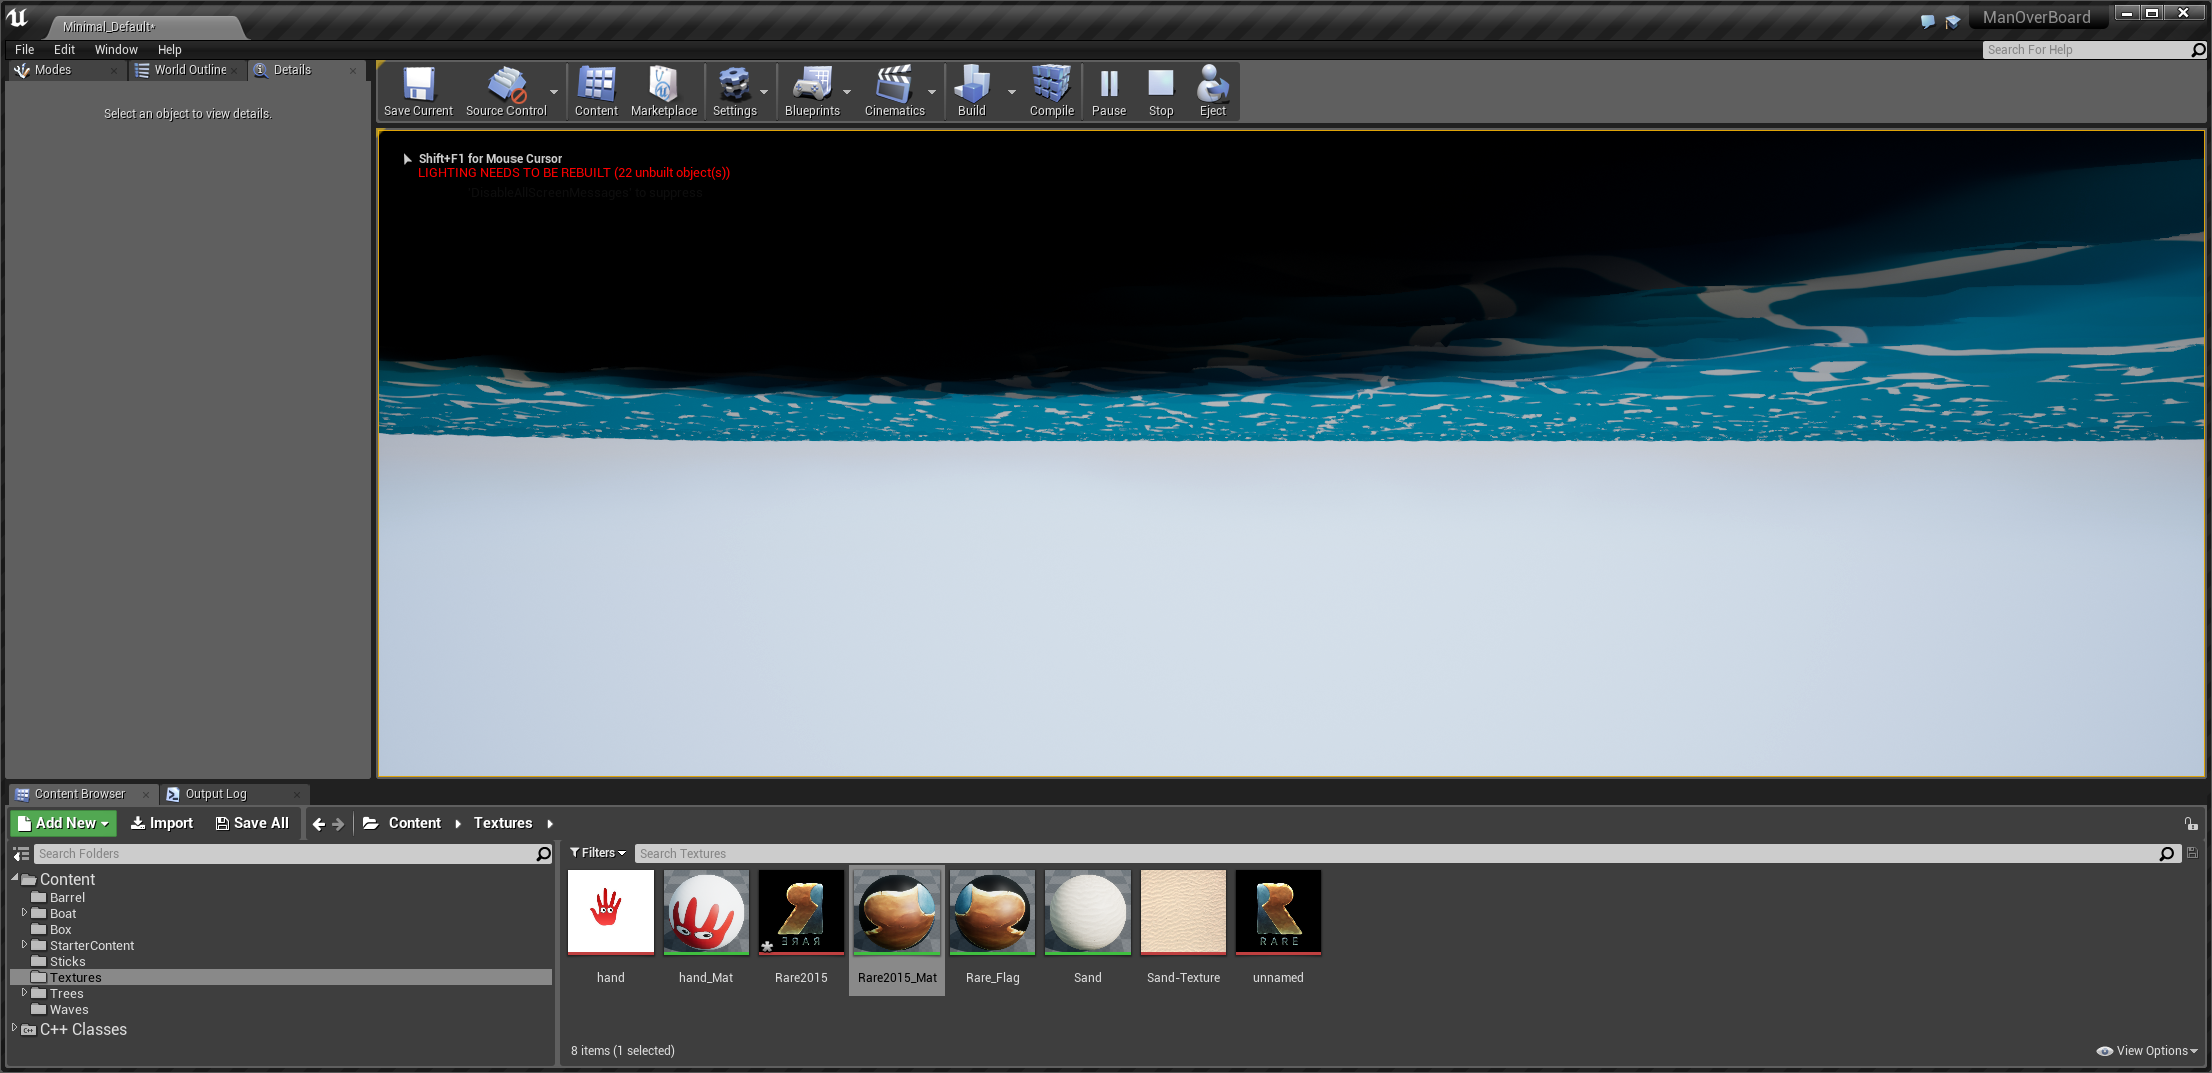 Minimal_Default*
ManOverBoard
File Edit Window Help
Search For Help
Modes World Outline Details
Select an object to view details.
Save Current Source Control Content Marketplace Settings Blueprints Cinematics Build Compile Pause Stop Eject
Shift+F1 for Mouse Cursor
LIGHTING NEEDS TO BE REBUILT (22 unbuilt object(s))
'DisableAllScreenMessages' to suppress
Content Browser Output Log
Add New Import Save All Content Textures
Search Folders
Filters Search Textures
Content
Barrel
Boat
Box
StarterContent
Sticks
Textures
Trees
Waves
C++ Classes
RARE
RARE
hand hand_Mat Rare2015 Rare2015_Mat Rare_Flag Sand Sand-Texture unnamed
8 items (1 selected)
View Options